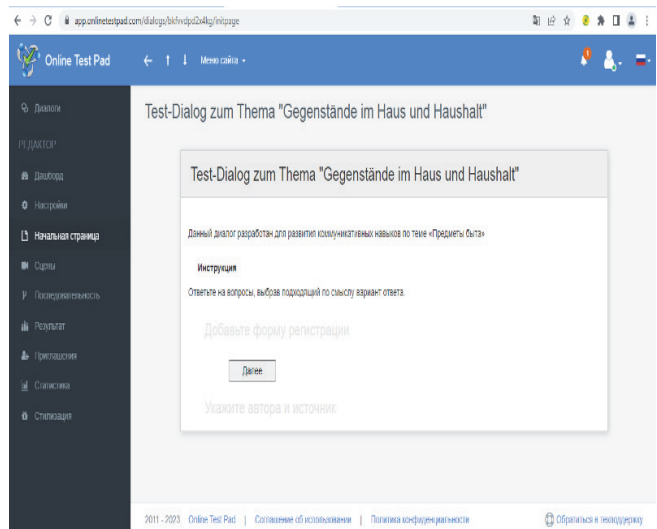 app.onlinetestpad.com/dialogs/bkfvvdpd2x4kg/initpage
Online Test Pad
Меню сайта
Диалоги
РЕДАКТОР
Дашборд
Настройки
Начальная страница
Сцены
Последовательность
Результат
Приглашения
Статистика
Стилизация
Test-Dialog zum Thema "Gegenstände im Haus und Haushalt"
Test-Dialog zum Thema "Gegenstände im Haus und Haushalt"
Данный диалог разработан для развития коммуникативных навыков по теме «Предметы быта»
Инструкция
Ответьте на вопросы, выбрав подходящий по смыслу вариант ответа.
Добавьте форму регистрации
Далее
Укажите автора и источник
2011 - 2023 Online Test Pad | Соглашение об использовании | Политика конфиденциальности
Обратиться в техподдержку